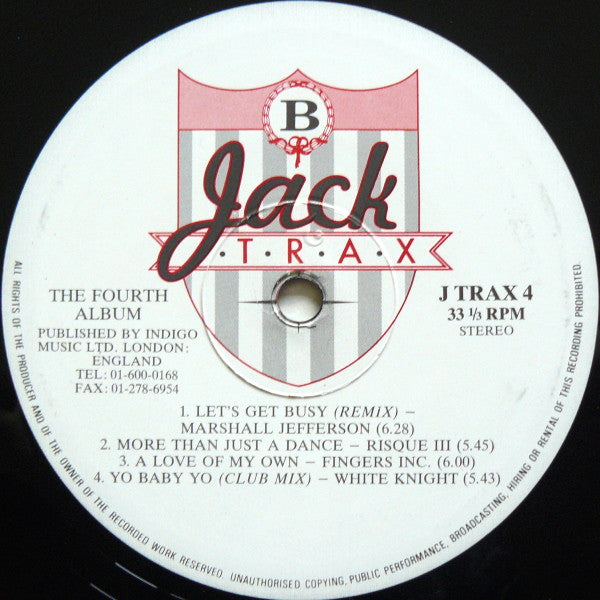 B
Jack
T·R·A·X
THE FOURTH
ALBUM
PUBLISHED BY INDIGO
MUSIC LTD. LONDON:
ENGLAND
TEL: 01-600-0168
FAX: 01-278-6954
J TRAX 4
33 ⅓ RPM
STEREO
1. LET'S GET BUSY (REMIX) –
MARSHALL JEFFERSON (6.28)
2. MORE THAN JUST A DANCE – RISQUE III (5.45)
3. A LOVE OF MY OWN – FINGERS INC. (6.00)
4. YO BABY YO (CLUB MIX) – WHITE KNIGHT (5.43)
ALL RIGHTS OF THE PRODUCER AND OF THE OWNER OF THE RECORDED WORK RESERVED. UNAUTHORISED COPYING, PUBLIC PERFORMANCE, BROADCASTING, HIRING OR RENTAL OF THIS RECORDING PROHIBITED.